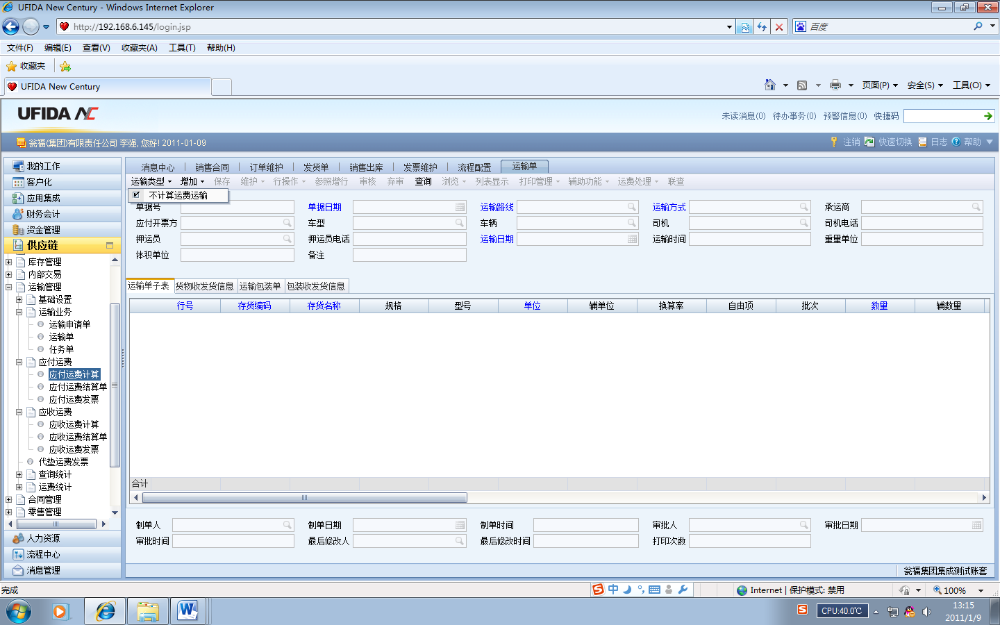 UFIDA New Century - Windows Internet Explorer
http://192.168.6.145/login.jsp
百度
文件(F) 编辑(E) 查看(V) 收藏夹(A) 工具(T) 帮助(H)
收藏夹
UFIDA New Century
页面(P) 安全(S) 工具(O)
UFIDA NC
未读消息(0) 待办事务(0) 预警信息(0) 快捷码
瓮福(集团)有限责任公司 李强, 您好! 2011-01-09
注销 快速切换 日志 帮助
我的工作
客户化
应用集成
财务会计
资金管理
供应链
库存管理
内部交易
运输管理
基础设置
运输业务
运输申请单
运输单
任务单
应付运费
应付运费计算
应付运费结算单
应付运费发票
应收运费
应收运费计算
应收运费结算单
应收运费发票
代垫运费发票
查询统计
运费统计
合同管理
零售管理
人力资源
流程中心
消息管理
消息中心 销售合同 订单维护 发货单 销售出库 发票维护 流程配置 运输单
运输类型 增加 保存 维护 行操作 参照增行 审核 弃审 查询 浏览 列表显示 打印管理 辅助功能 运费处理 联查
不计算运费运输
单据号 单据日期 运输路线 运输方式 承运商
应付开票方 车型 车辆 司机 司机电话
押运员 押运员电话 运输日期 运输时间 重量单位
体积单位 备注
运输单子表 货物收发货信息 运输包装单 包装收发货信息
行号 存货编码 存货名称 规格 型号 单位 辅单位 换算率 自由项 批次 数量 辅数量
合计
制单人 制单日期 制单时间 审批人 审批日期
审批时间 最后修改人 最后修改时间 打印次数
瓮福集团集成测试账套
完成
中
Internet | 保护模式: 禁用
100%
CPU:40.0℃
13:15
2011/1/9